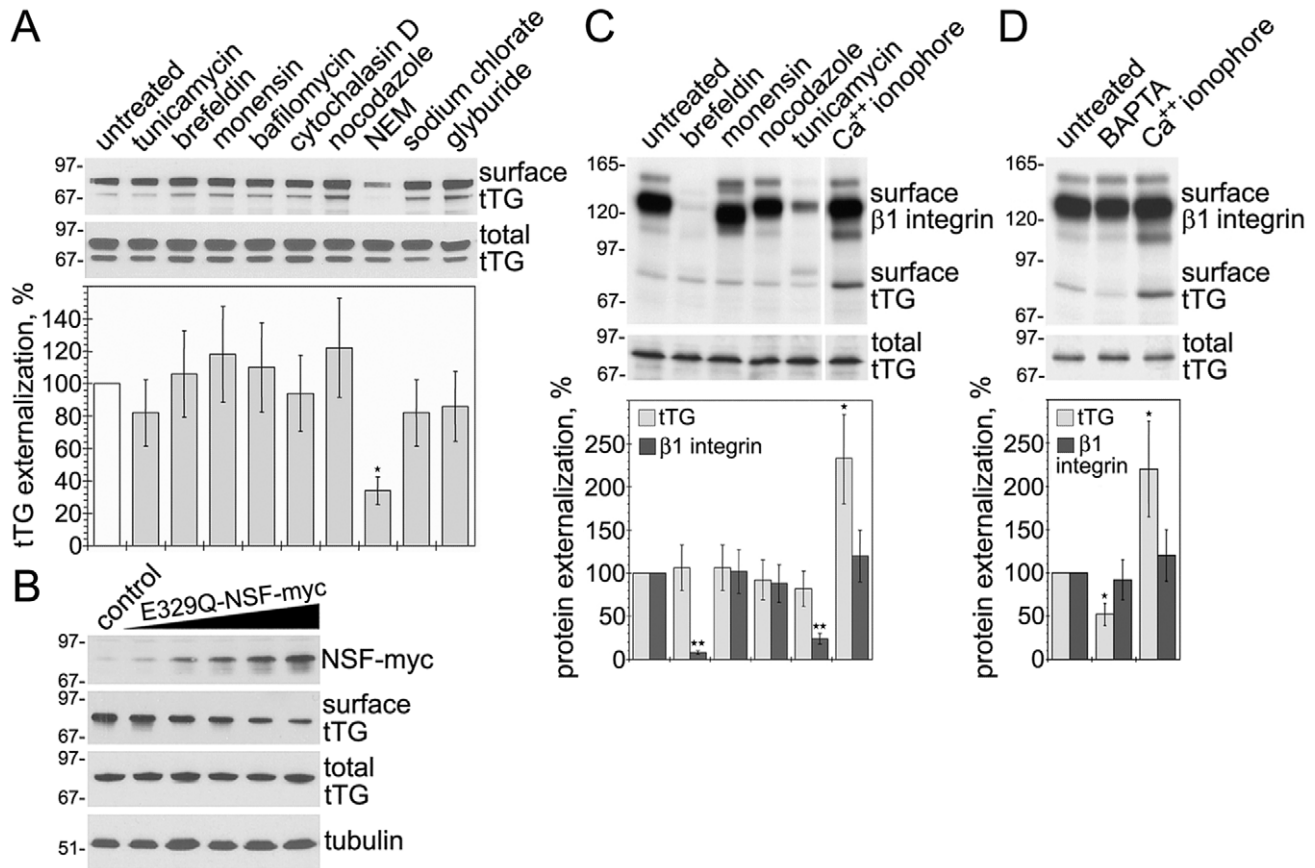 A
untreated
tunicamycin
brefeldin
monensin
bafilomycin
cytochalasin D
nocodazole
NEM
sodium chlorate
glyburide
97-
67-
surface
tTG
67-
total
tTG
tTG externalization, %
140
120
100
80
60
40
20
0
*
B
control
E329Q-NSF-myc
97-
67-
NSF-myc
97-
67-
surface
tTG
97-
67-
total
tTG
51-
tubulin
C
untreated
brefeldin
monensin
nocodazole
tunicamycin
Ca++ ionophore
165-
120-
97-
67-
surface
β1 integrin
surface
tTG
97-
67-
total
tTG
protein externalization, %
250
200
150
100
50
0
tTG
β1 integrin
**
**
*
D
untreated
BAPTA
Ca++ ionophore
165-
120-
97-
67-
surface
β1 integrin
surface
tTG
97-
67-
total
tTG
protein externalization, %
250
200
150
100
50
0
tTG
β1
integrin
*
*